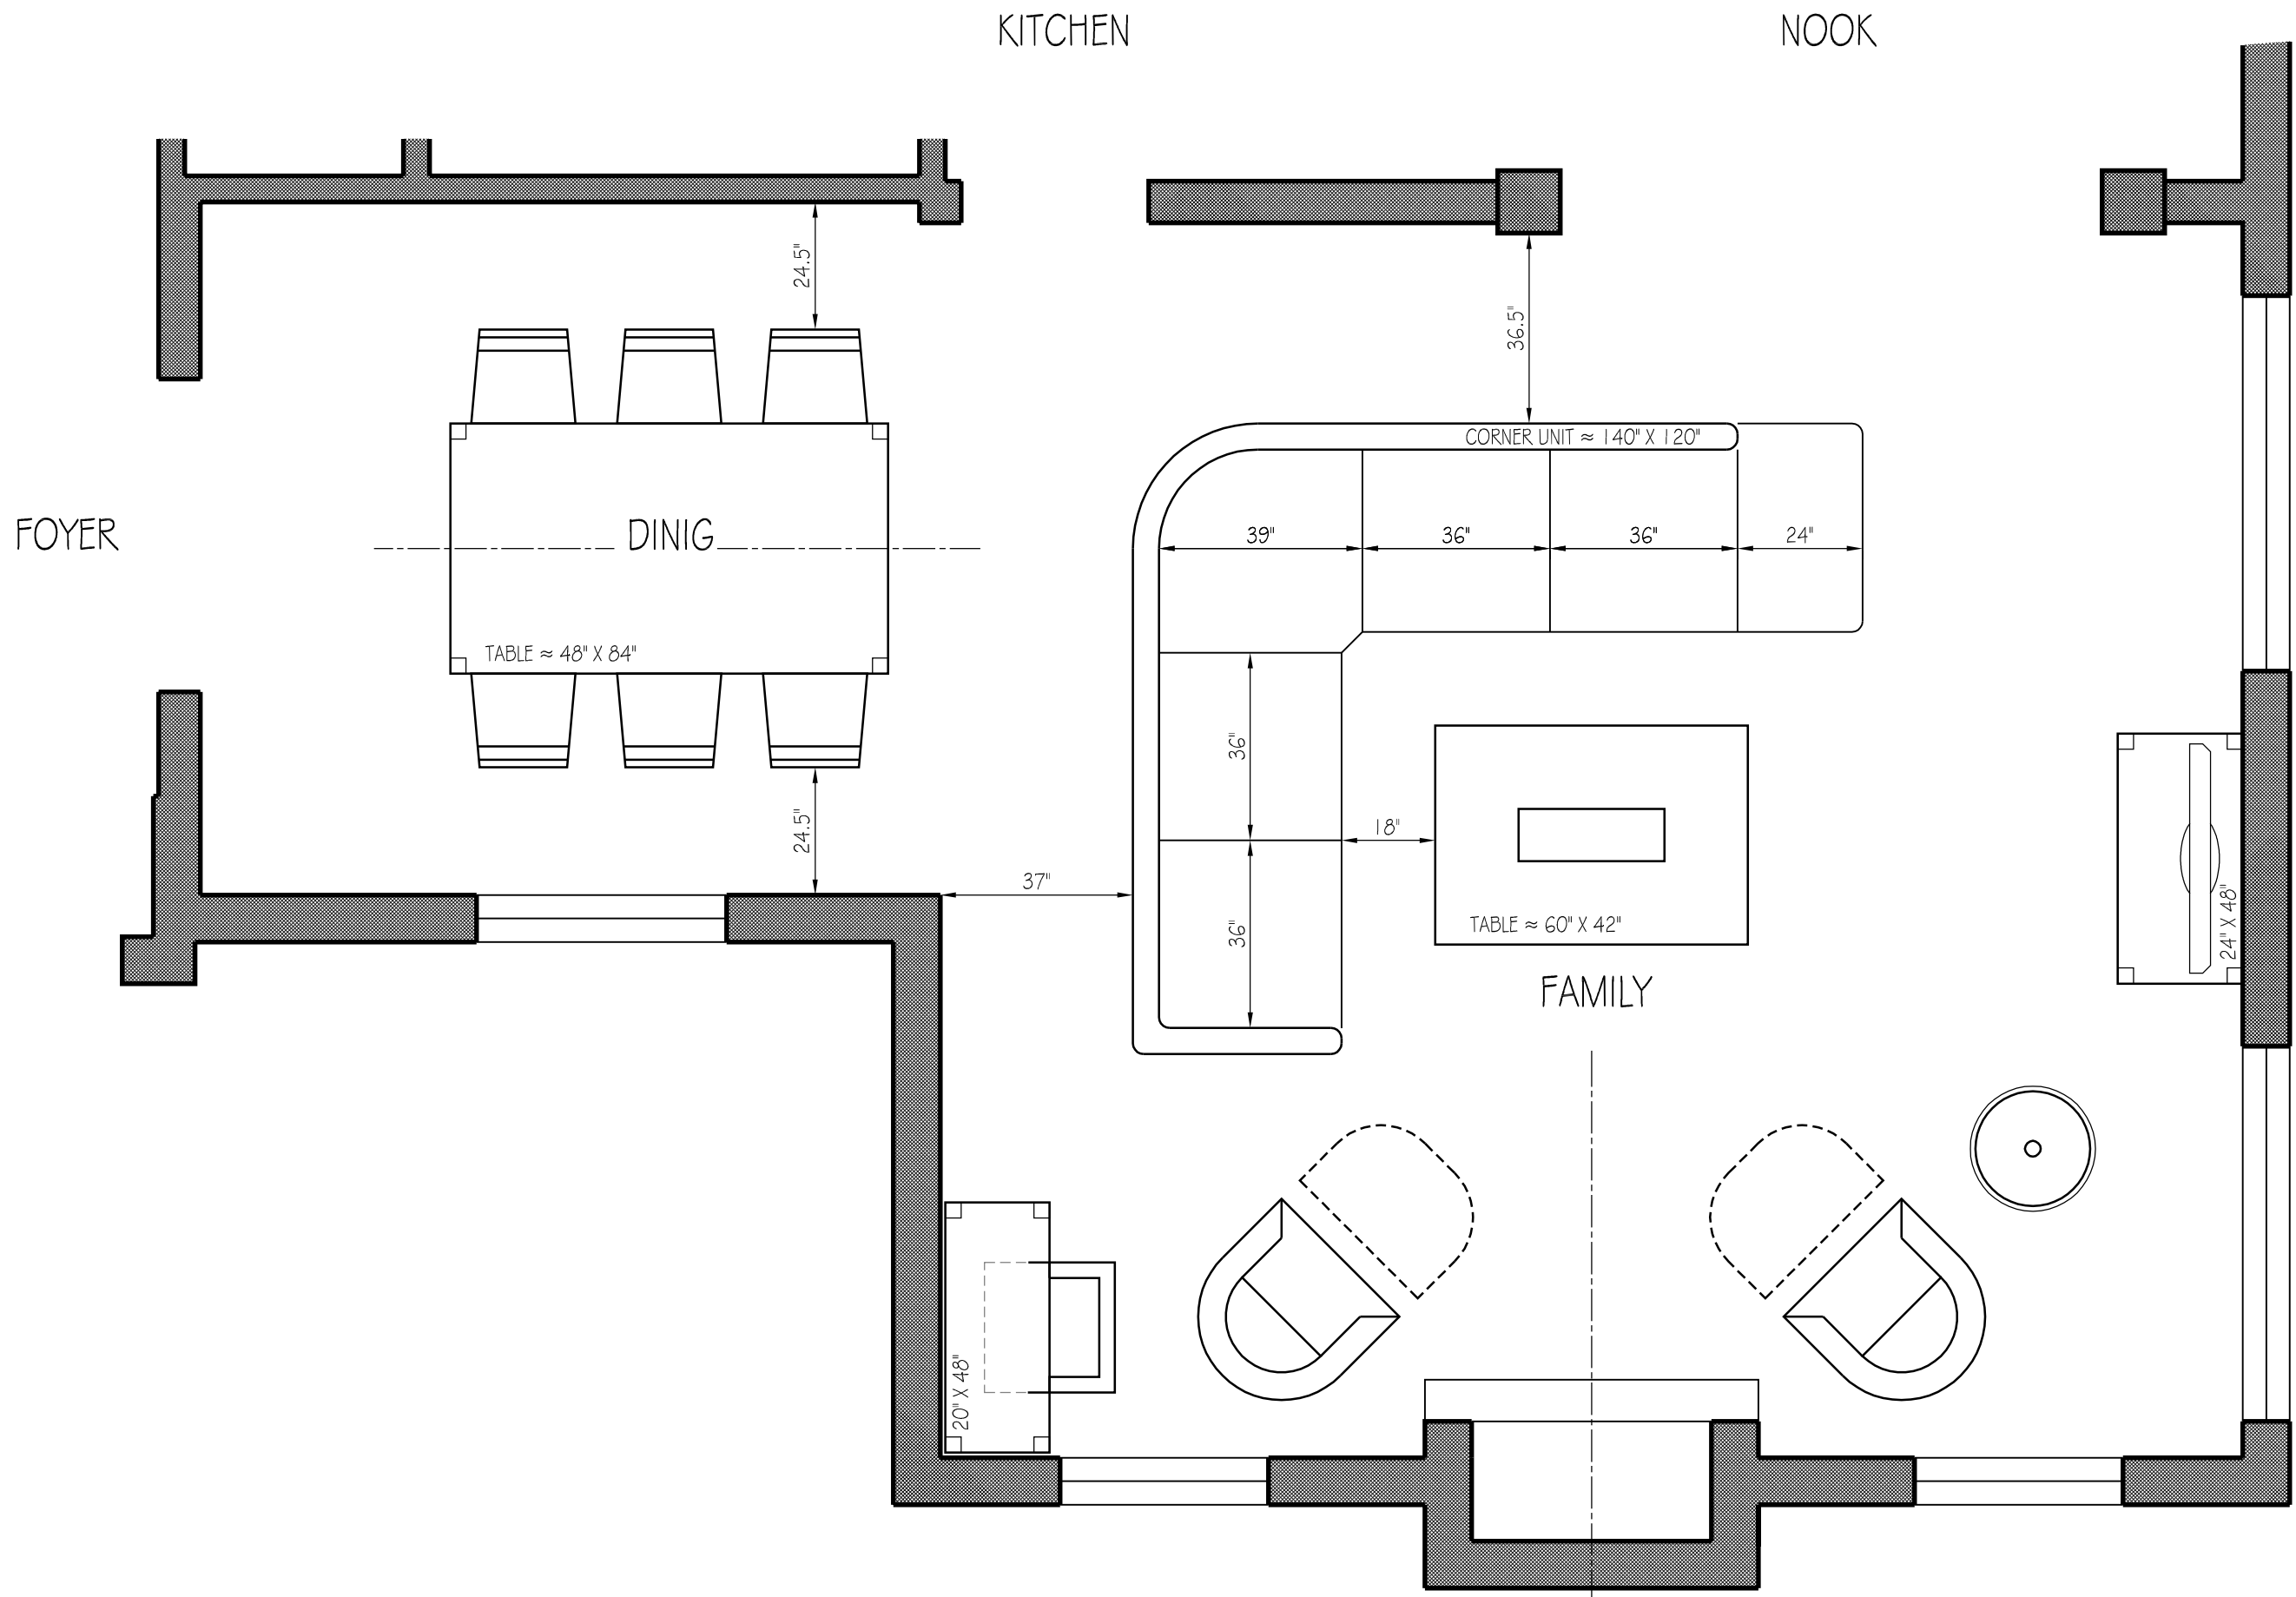 KITCHEN
NOOK
24.5"
36.5"
CORNER UNIT ≈ 140" X 120"
FOYER
DINIG
39"
36"
36"
24"
TABLE ≈ 48" X 84"
36"
24.5"
18"
37"
36"
TABLE ≈ 60" X 42"
24" X 48"
FAMILY
20" X 48"